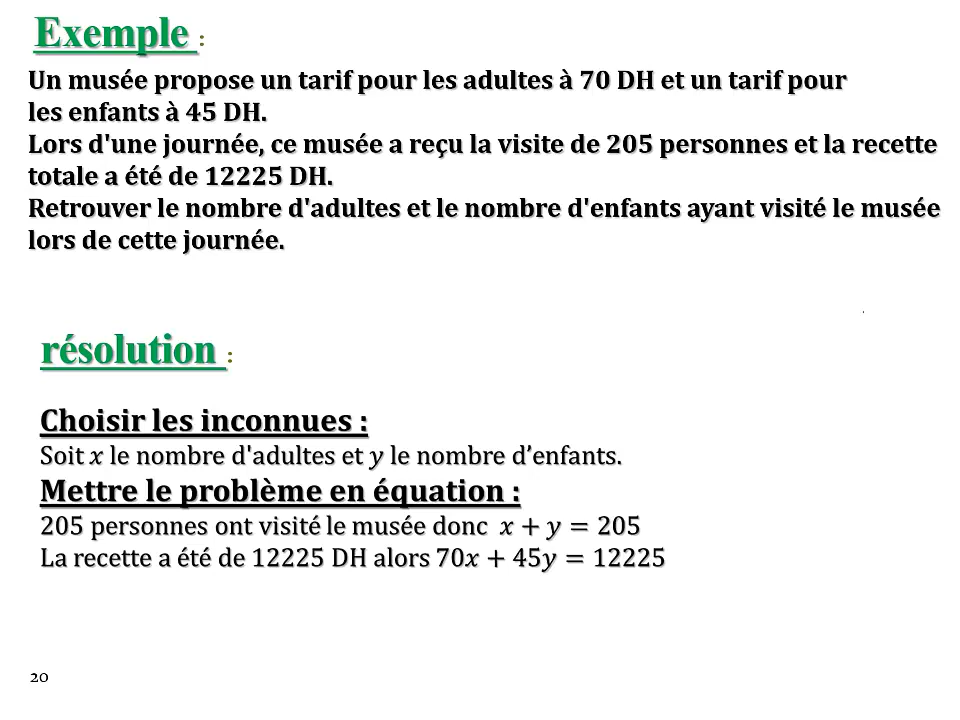 Exemple :
Un musée propose un tarif pour les adultes à 70 DH et un tarif pour
les enfants à 45 DH.
Lors d'une journée, ce musée a reçu la visite de 205 personnes et la recette
totale a été de 12225 DH.
Retrouver le nombre d'adultes et le nombre d'enfants ayant visité le musée
lors de cette journée.
résolution :
Choisir les inconnues :
Soit 𝑥 le nombre d'adultes et 𝑦 le nombre d’enfants.
Mettre le problème en équation :
205 personnes ont visité le musée donc 𝑥 + 𝑦 = 205
La recette a été de 12225 DH alors 70𝑥 + 45𝑦 = 12225
20